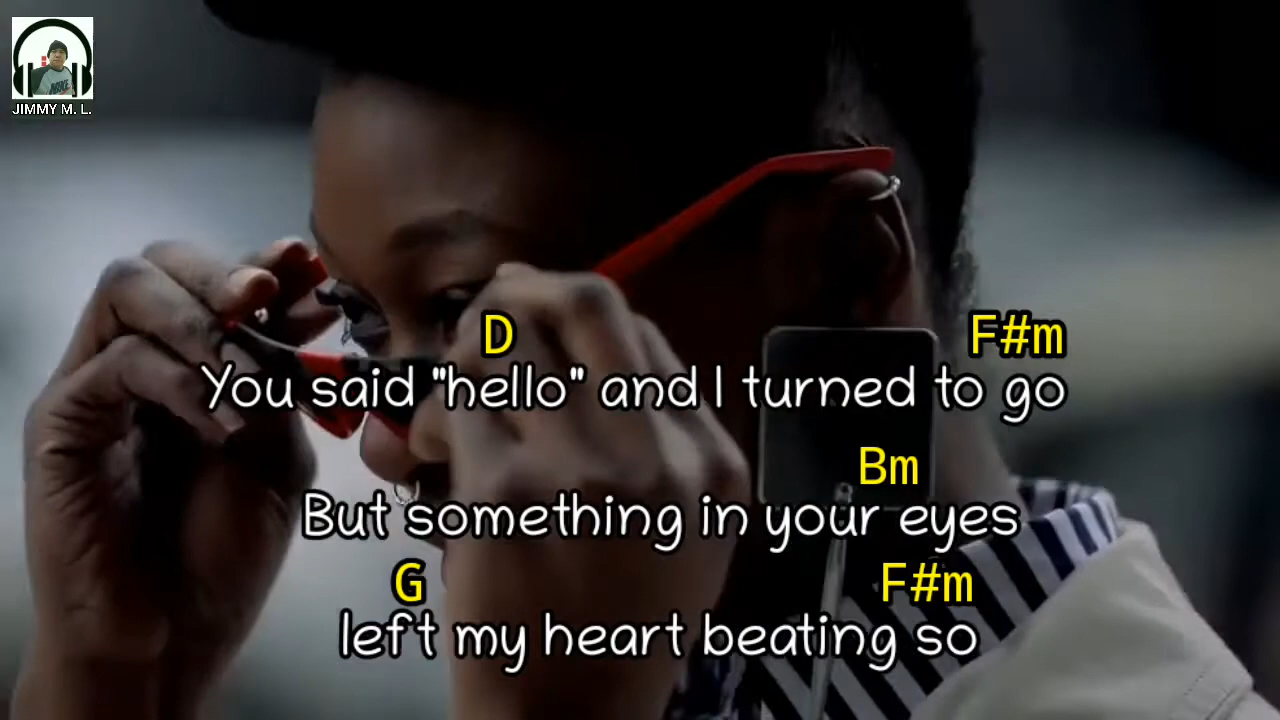 JIMMY M. L.
D F#m
You said "hello" and I turned to go
Bm
But something in your eyes
G F#m
left my heart beating so